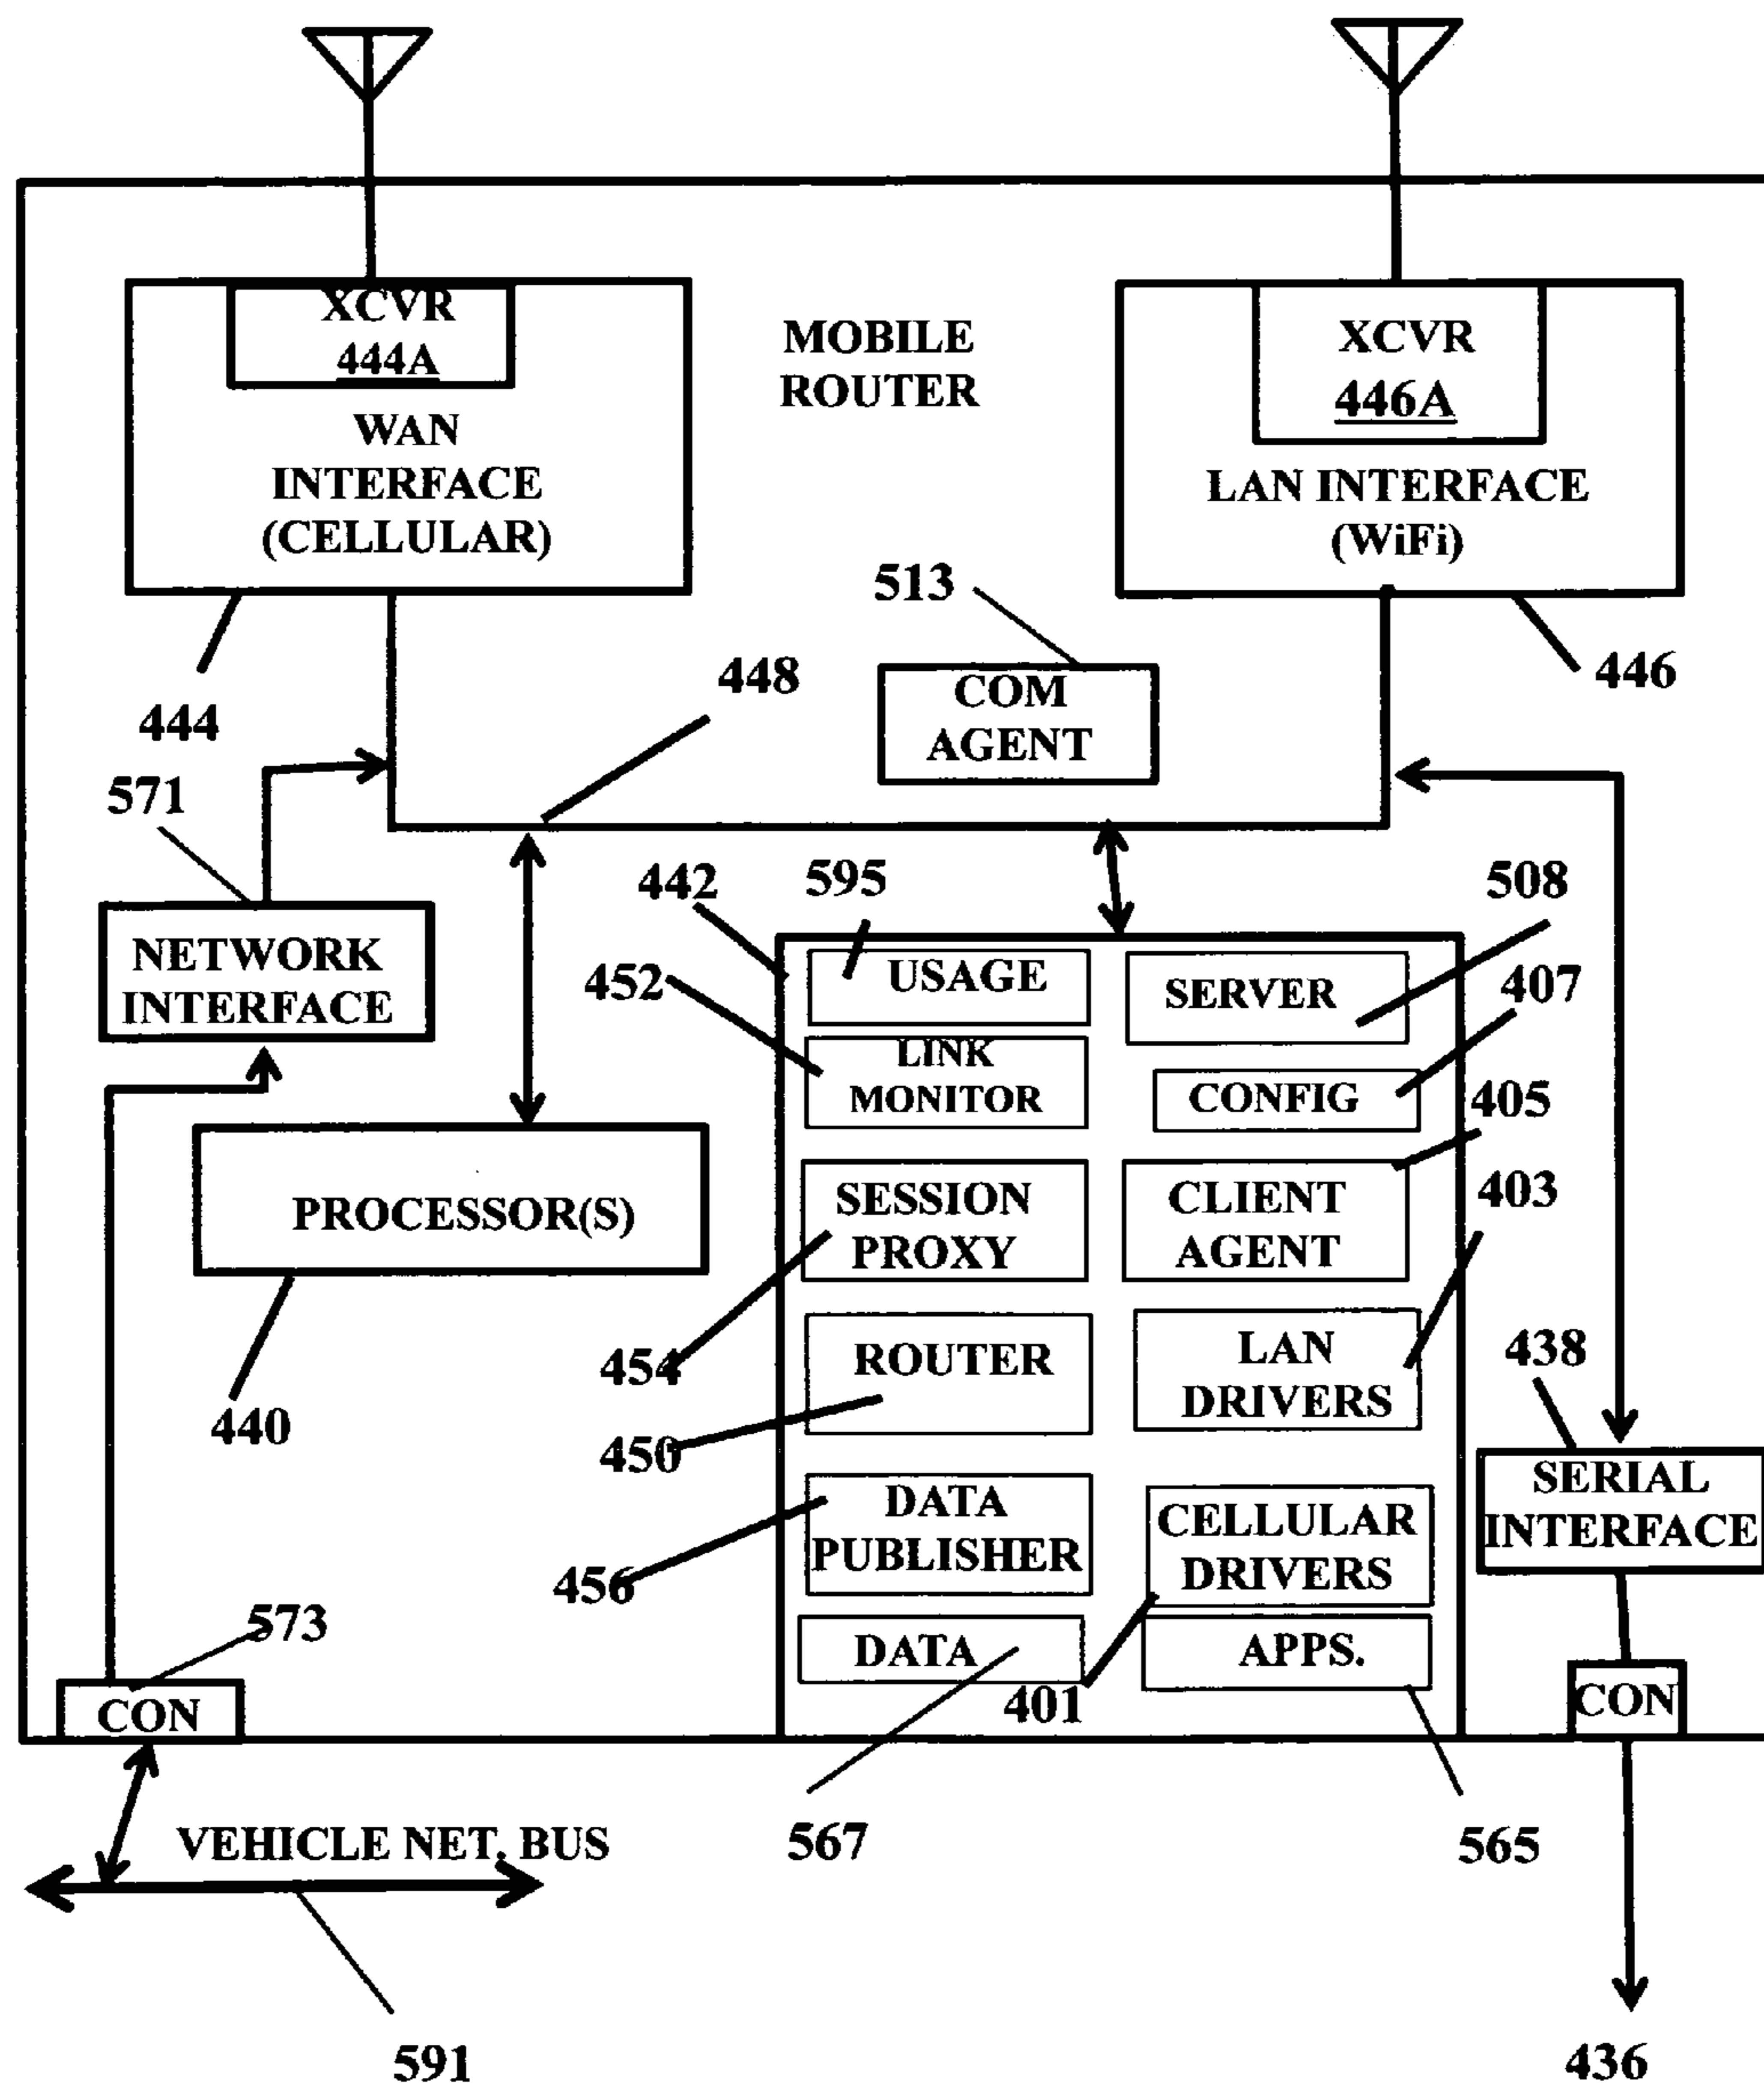 XCVR
444A
WAN
INTERFACE
(CELLULAR)
MOBILE
ROUTER
XCVR
446A
LAN INTERFACE
(WiFi)
513
COM
AGENT
448
446
444
571
NETWORK
INTERFACE
442
595
508
452
407
405
403
USAGE
SERVER
LINK
MONITOR
CONFIG
SESSION
PROXY
CLIENT
AGENT
PROCESSOR(S)
440
454
ROUTER
LAN
DRIVERS
450
438
SERIAL
INTERFACE
DATA
PUBLISHER
CELLULAR
DRIVERS
456
573
DATA
401
APPS.
CON
CON
VEHICLE NET. BUS
567
565
591
436